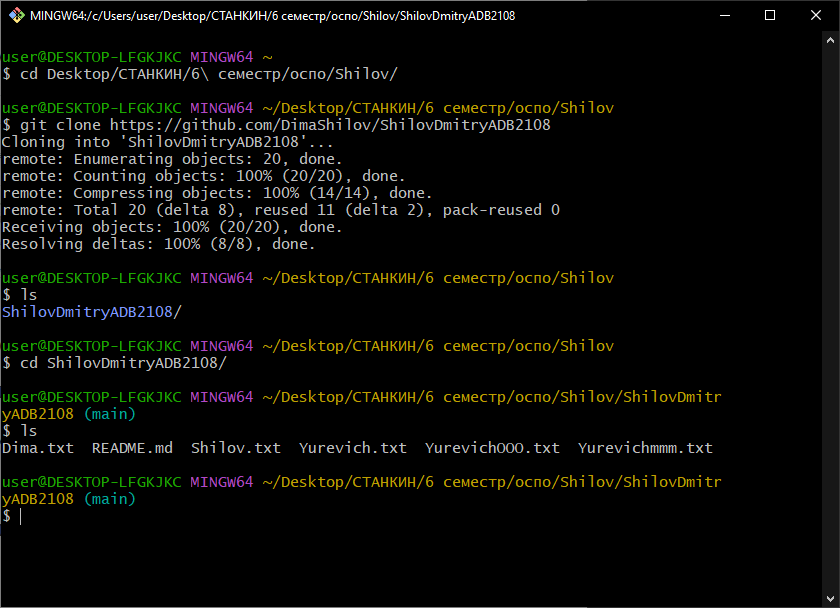 MINGW64:/c/Users/user/Desktop/СТАНКИН/6 семестр/оспо/Shilov/ShilovDmitryADB2108
user@DESKTOP-LFGKJKC MINGW64 ~
$ cd Desktop/СТАНКИН/6\ семестр/оспо/Shilov/
user@DESKTOP-LFGKJKC MINGW64 ~/Desktop/СТАНКИН/6 семестр/оспо/Shilov
$ git clone https://github.com/DimaShilov/ShilovDmitryADB2108
Cloning into 'ShilovDmitryADB2108'...
remote: Enumerating objects: 20, done.
remote: Counting objects: 100% (20/20), done.
remote: Compressing objects: 100% (14/14), done.
remote: Total 20 (delta 8), reused 11 (delta 2), pack-reused 0
Receiving objects: 100% (20/20), done.
Resolving deltas: 100% (8/8), done.
user@DESKTOP-LFGKJKC MINGW64 ~/Desktop/СТАНКИН/6 семестр/оспо/Shilov
$ ls
ShilovDmitryADB2108/
user@DESKTOP-LFGKJKC MINGW64 ~/Desktop/СТАНКИН/6 семестр/оспо/Shilov
$ cd ShilovDmitryADB2108/
user@DESKTOP-LFGKJKC MINGW64 ~/Desktop/СТАНКИН/6 семестр/оспо/Shilov/ShilovDmitr
yADB2108 (main)
$ ls
Dima.txt  README.md  Shilov.txt  Yurevich.txt  YurevichOOO.txt  Yurevichmmm.txt
user@DESKTOP-LFGKJKC MINGW64 ~/Desktop/СТАНКИН/6 семестр/оспо/Shilov/ShilovDmitr
yADB2108 (main)
$